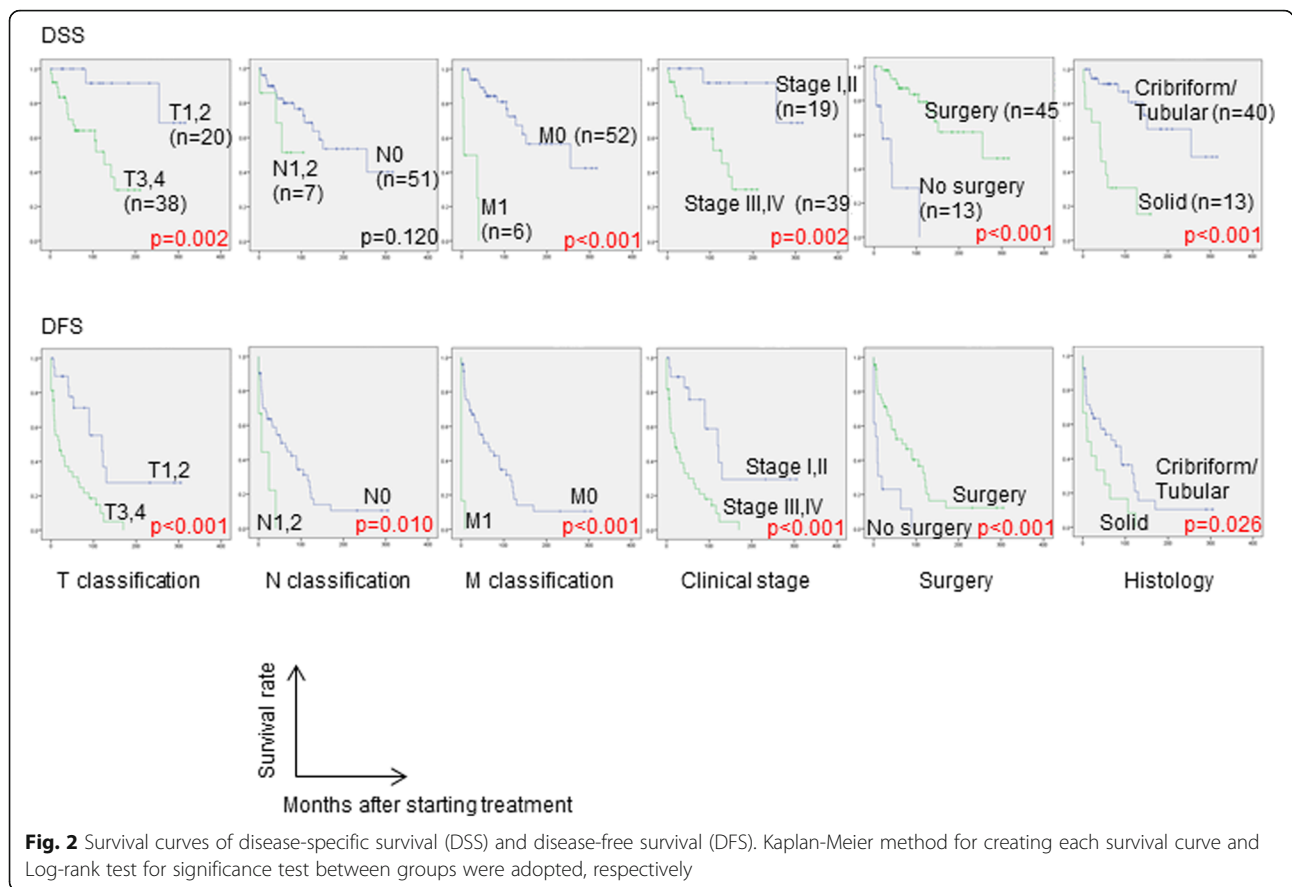 DSS
T1,2
(n=20)
T3,4
(n=38)
p=0.002
N1,2
(n=7)
N0
(n=51)
p=0.120
M0 (n=52)
M1
(n=6)
p<0.001
Stage I,II
(n=19)
Stage III,IV (n=39
p=0.002
Surgery (n=45
No surgery
(n=13)
p<0.001
Cribriform/
Tubular (n=40)
Solid (n=13)
p<0.001
DFS
T1,2
T3,4
p<0.001
N0
N1,2
p=0.010
M0
M1
p<0.001
Stage I,II
Stage III,IV
p<0.001
Surgery
No surgery
p<0.001
Cribriform/
Tubular
Solid
p=0.026
T classification
N classification
M classification
Clinical stage
Surgery
Histology
Survival rate
Months after starting treatment
Fig. 2 Survival curves of disease-specific survival (DSS) and disease-free survival (DFS). Kaplan-Meier method for creating each survival curve and
Log-rank test for significance test between groups were adopted, respectively